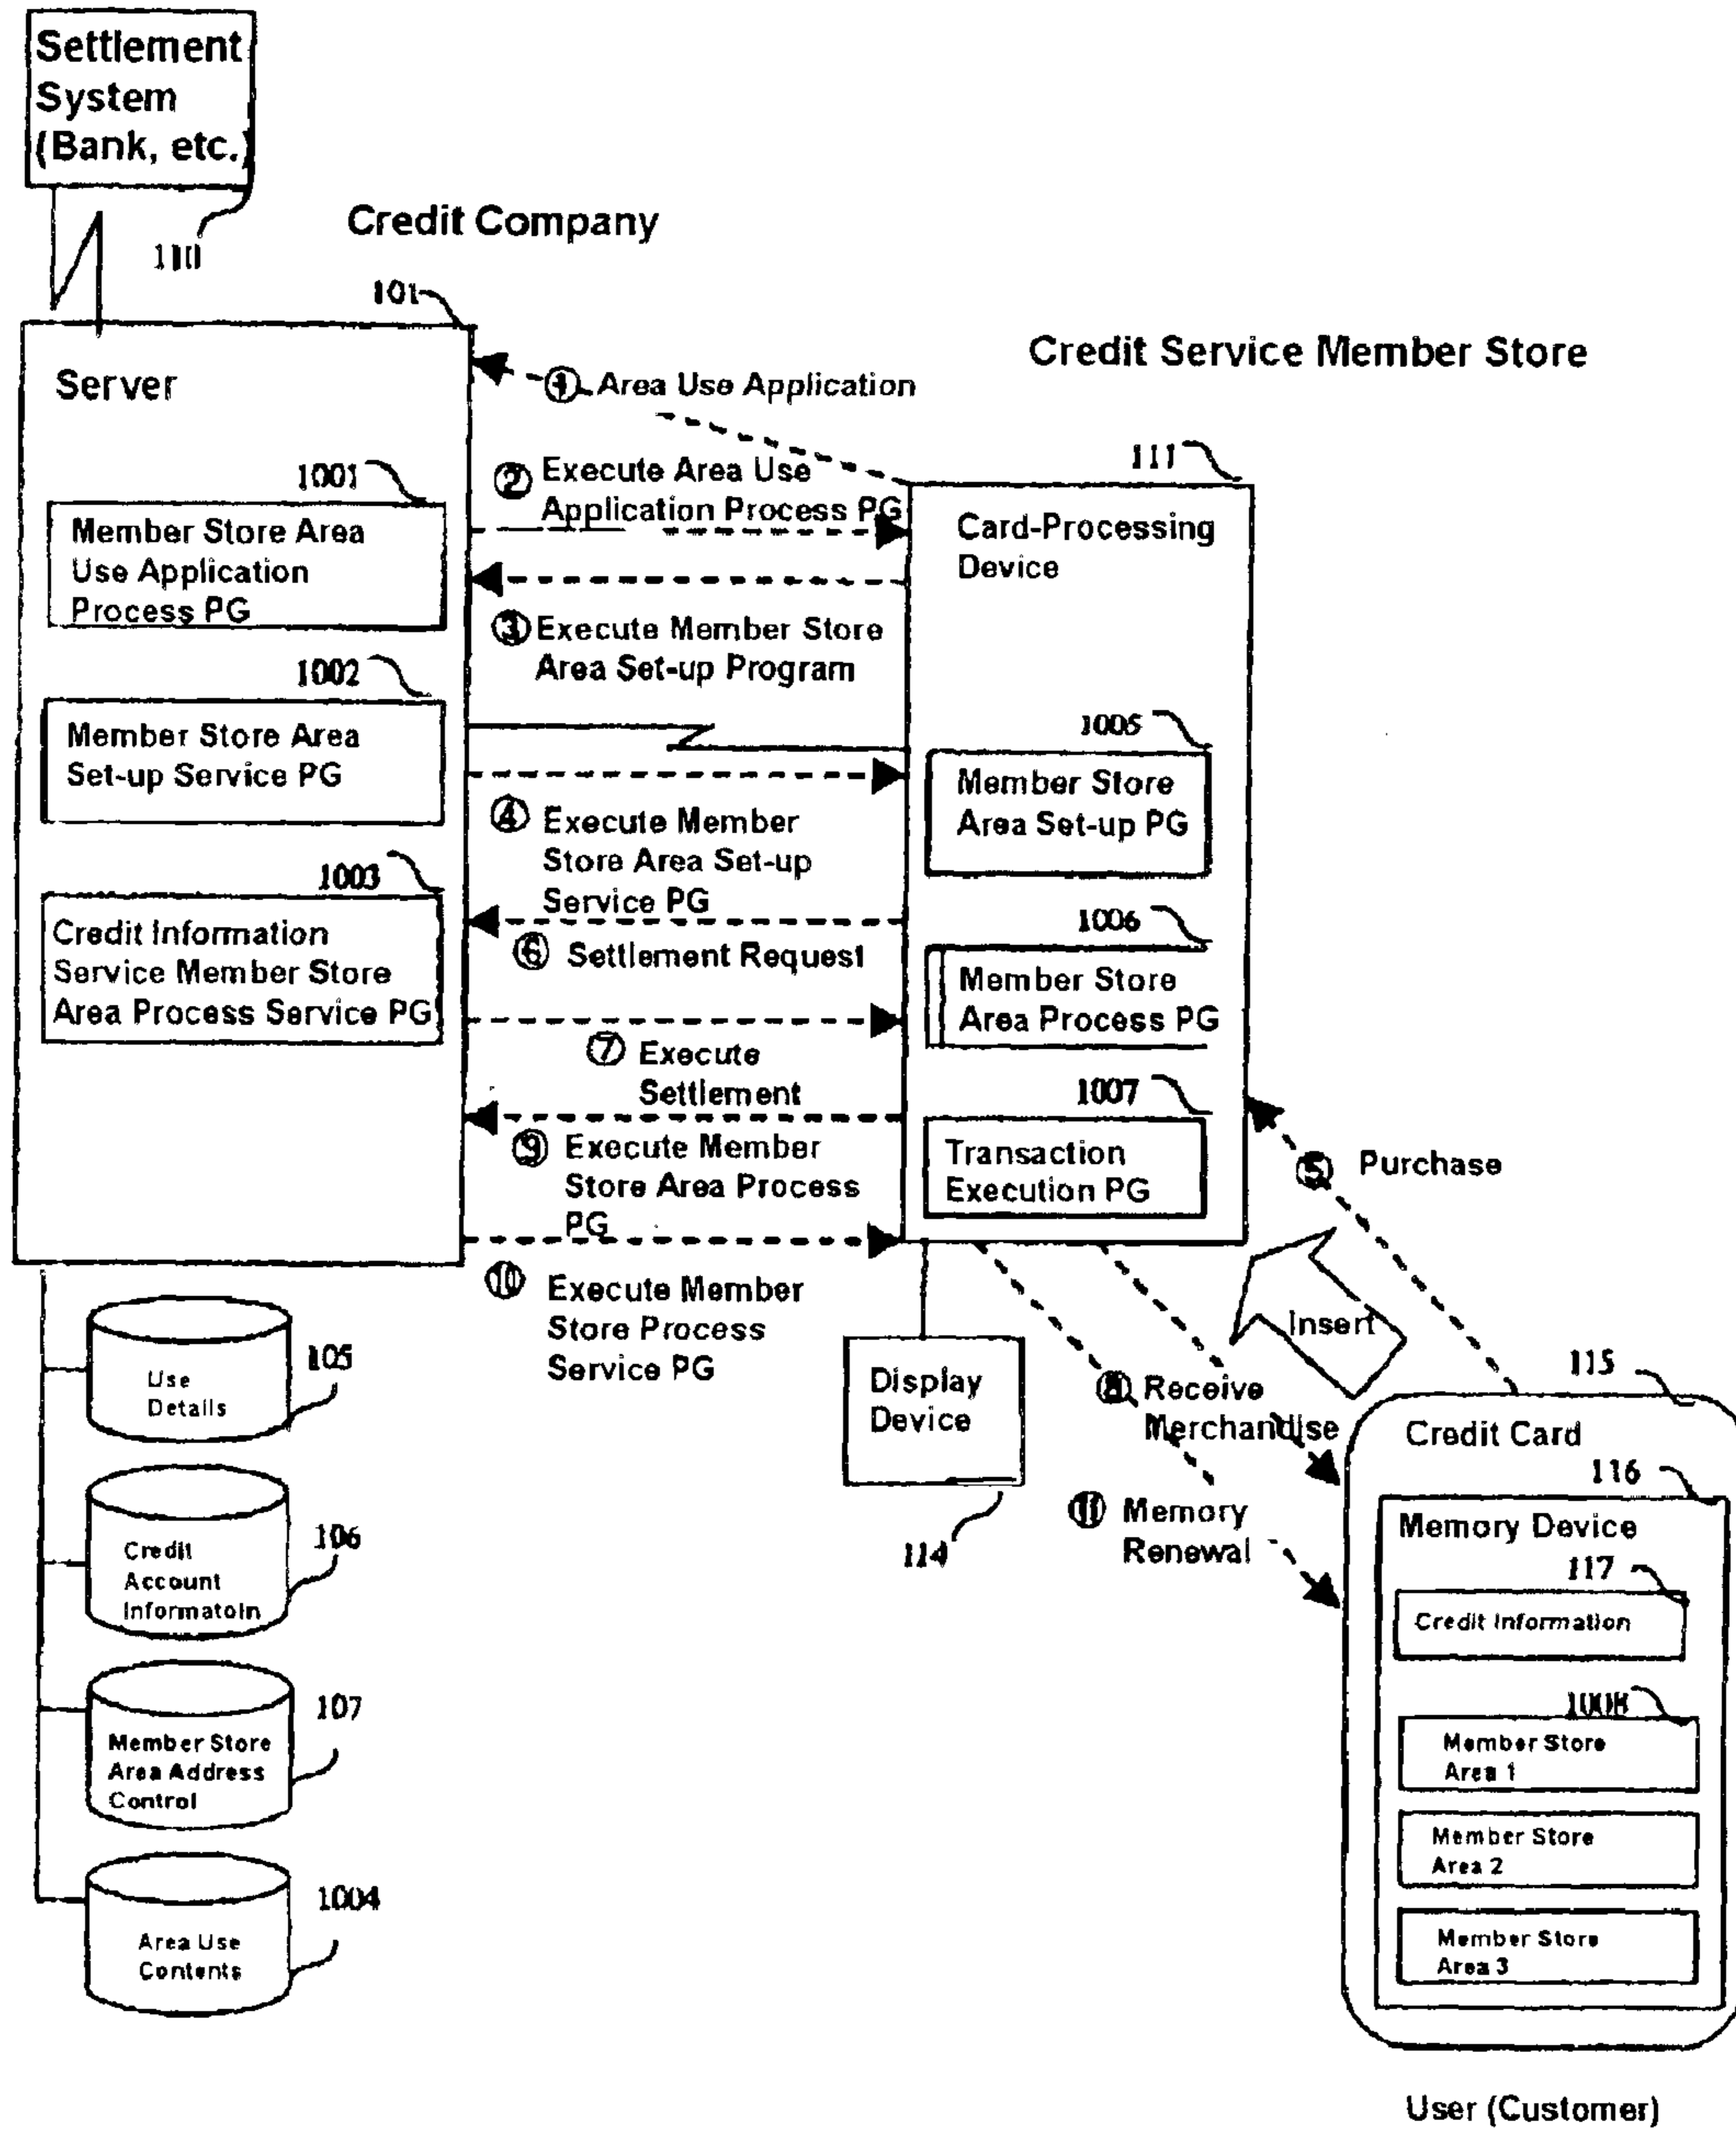 Settlement
System
(Bank, etc.)
110
Credit Company
101
Credit Service Member Store
Server
① Area Use Application
111
1001
② Execute Area Use
Application Process PG
Member Store Area
Use Application
Process PG
Card-Processing
Device
③ Execute Member Store
Area Set-up Program
1002
Member Store Area
Set-up Service PG
1005
Member Store
Area Set-up PG
④ Execute Member
Store Area Set-up
Service PG
1003
Credit Information
Service Member Store
Area Process Service PG
⑥ Settlement Request
1006
Member Store
Area Process PG
⑦ Execute
Settlement
1007
Transaction
Execution PG
⑨ Execute Member
Store Area Process
PG
⑤ Purchase
⑩ Execute Member
Store Process
Service PG
Insert
Use
Details
105
Display
Device
114
⑧ Receive
Merchandise
⑪ Memory
Renewal
115
Credit Card
116
Memory Device
117
Credit Information
1008
Member Store
Area 1
Member Store
Area 2
Member Store
Area 3
Credit
Account
Informatoin
106
Member Store
Area Address
Control
107
Area Use
Contents
1004
User (Customer)